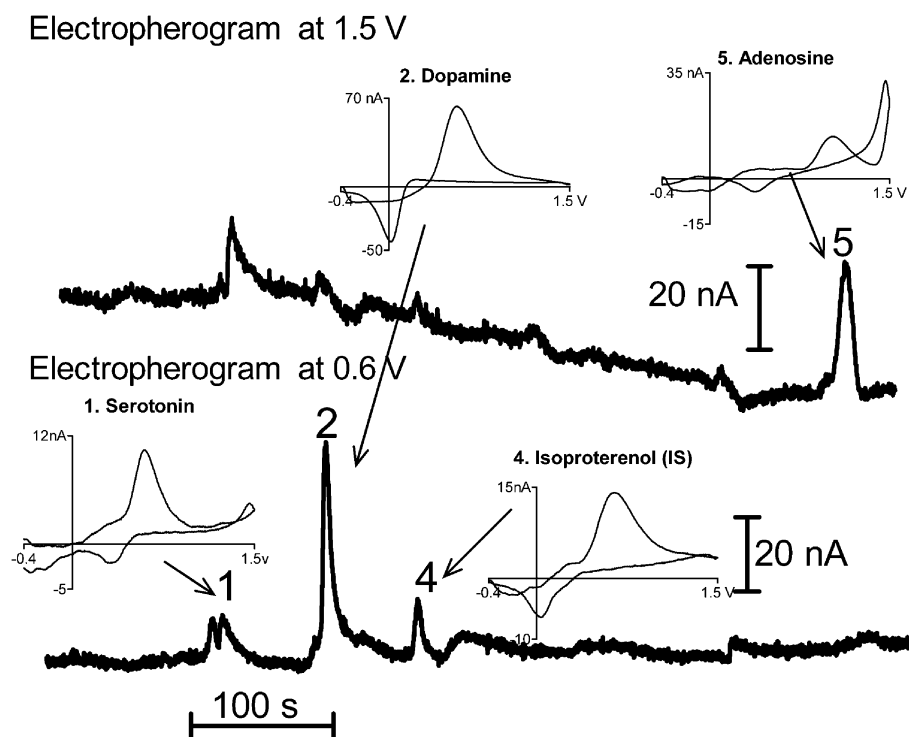 Electropherogram at 1.5 V
2. Dopamine
70 nA
-0.4
1.5 V
-50
5. Adenosine
35 nA
-0.4
1.5 V
-15
5
20 nA
Electropherogram at 0.6 V
1. Serotonin
12nA
-0.4
1.5v
-5
1
2
4. Isoproterenol (IS)
15nA
-0.4
1.5 V
-10
4
20 nA
100 s